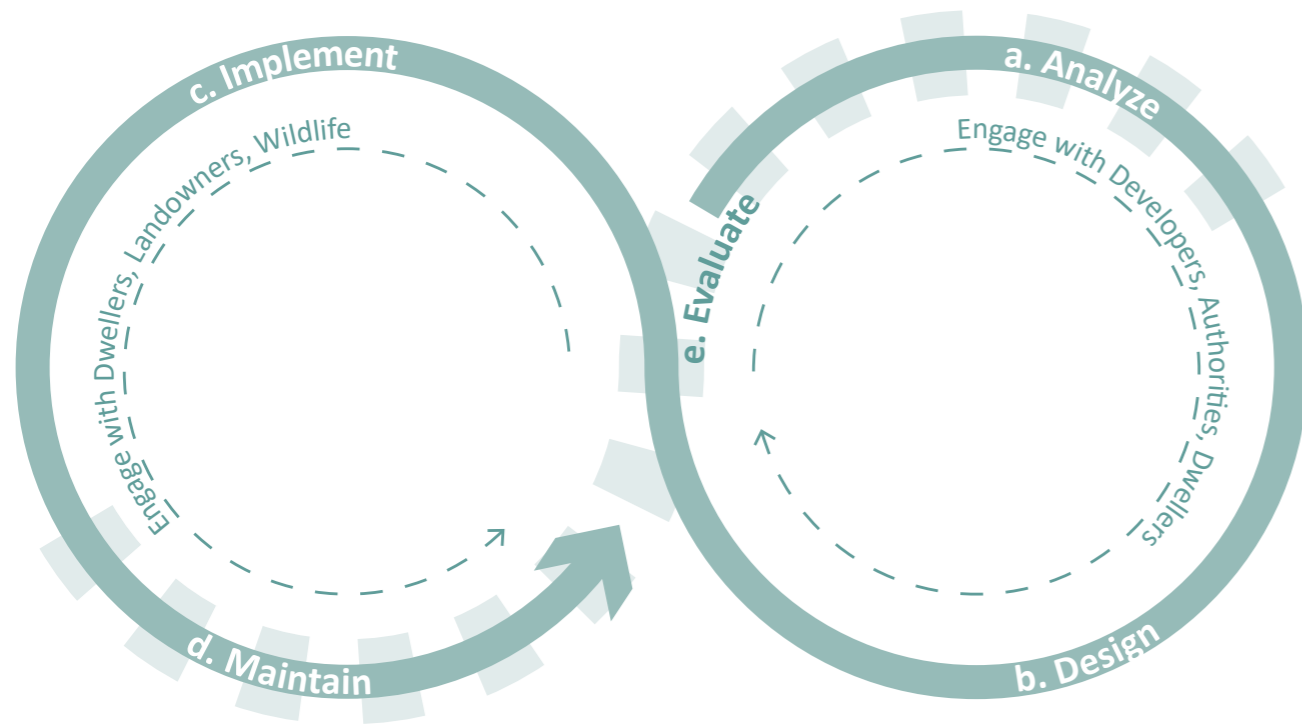 a. Analyze
Engage with Developers, Authorities, Dwellers
b. Design
c. Implement
Engage with Dwellers, Landowners, Wildlife
d. Maintain
e. Evaluate